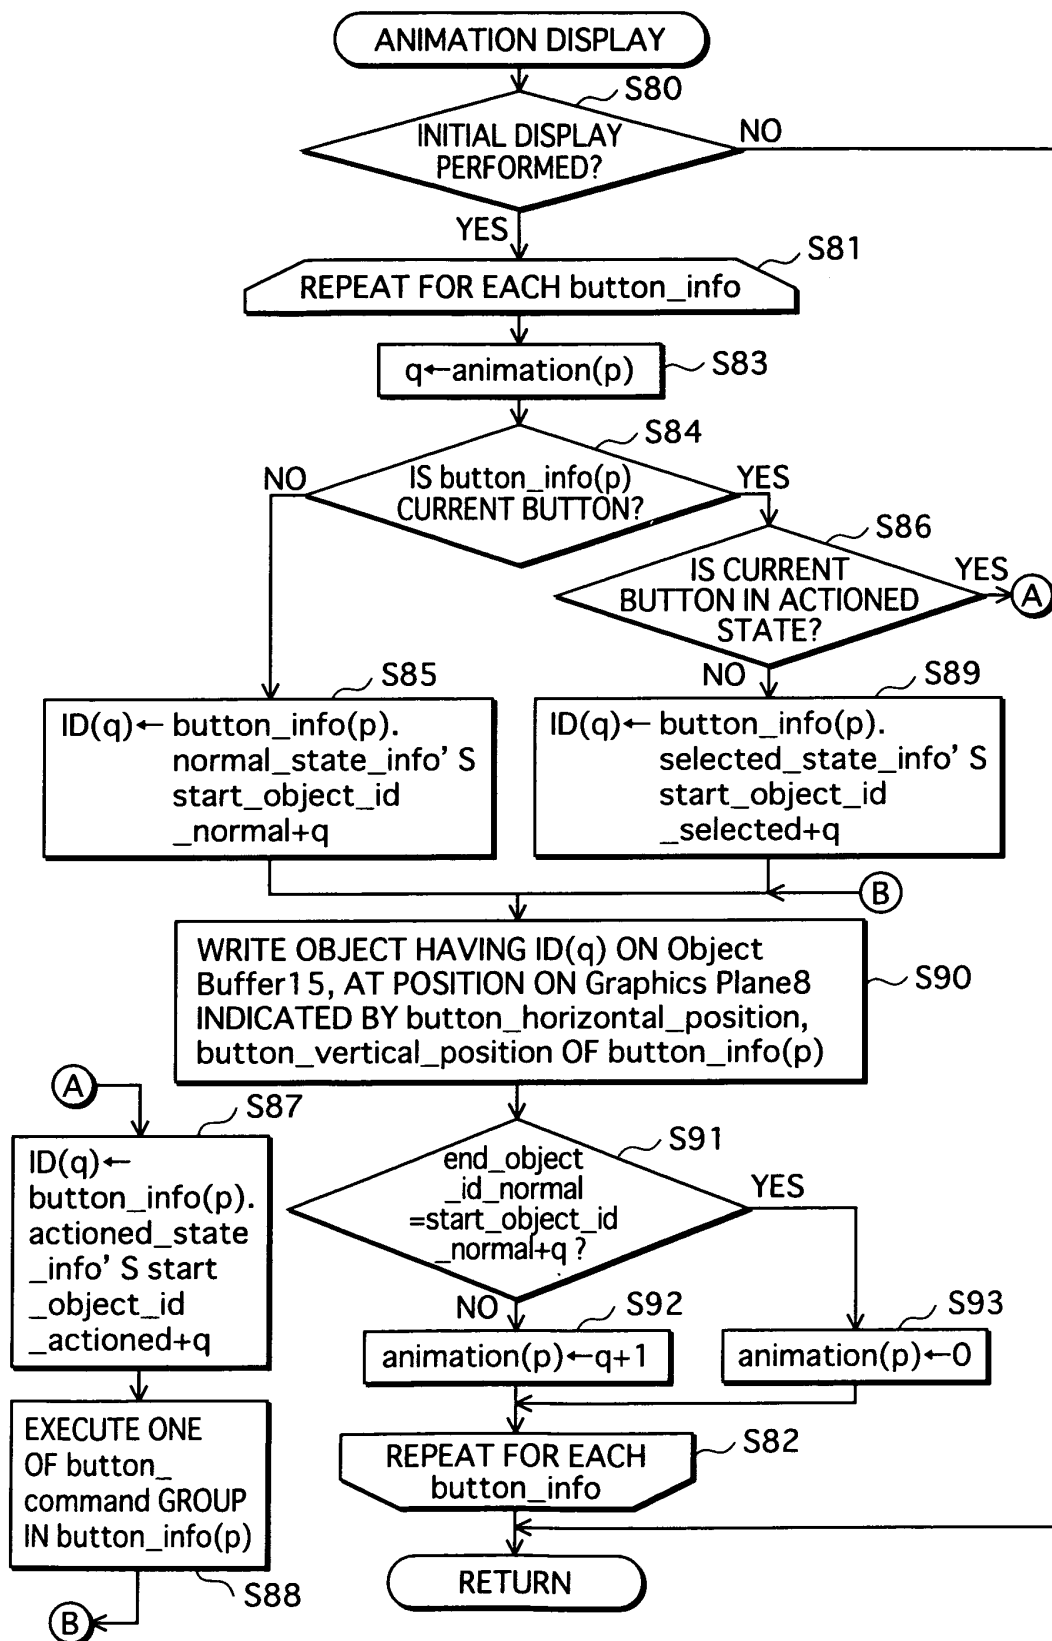 ANIMATION DISPLAY
S80
INITIAL DISPLAY
PERFORMED?
NO
YES
S81
REPEAT FOR EACH button_info
q←animation(p)
S83
S84
NO
IS button_info(p)
CURRENT BUTTON?
YES
S86
IS CURRENT
BUTTON IN ACTIONED
STATE?
YES
A
NO
S85
ID(q)← button_info(p).
normal_state_info' S
start_object_id
_normal+q
S89
ID(q)← button_info(p).
selected_state_info' S
start_object_id
_selected+q
B
WRITE OBJECT HAVING ID(q) ON Object
Buffer15, AT POSITION ON Graphics Plane8
INDICATED BY button_horizontal_position,
button_vertical_position OF button_info(p)
S90
A
S87
ID(q)←
button_info(p).
actioned_state
_info' S start
_object_id
_actioned+q
EXECUTE ONE
OF button_
command GROUP
IN button_info(p)
S88
B
S91
end_object
_id_normal
=start_object_id
_normal+q ?
YES
NO
S92
animation(p)←q+1
S93
animation(p)←0
S82
REPEAT FOR EACH
button_info
RETURN